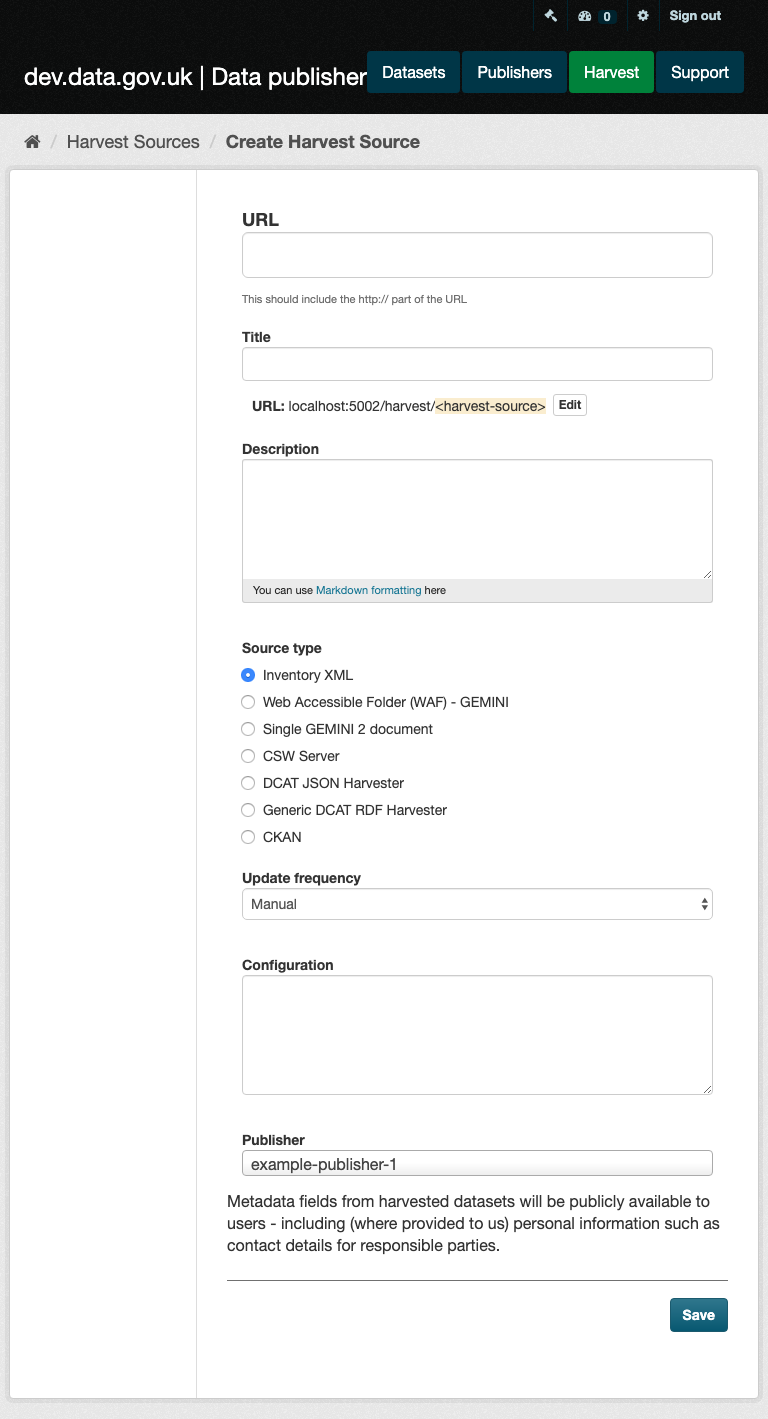 0
Sign out
dev.data.gov.uk | Data publisher
Datasets
Publishers
Harvest
Support
/ Harvest Sources / Create Harvest Source
URL
This should include the http:// part of the URL
Title
URL: localhost:5002/harvest/<harvest-source> Edit
Description
You can use Markdown formatting here
Source type
Inventory XML
Web Accessible Folder (WAF) - GEMINI
Single GEMINI 2 document
CSW Server
DCAT JSON Harvester
Generic DCAT RDF Harvester
CKAN
Update frequency
Manual
Configuration
Publisher
example-publisher-1
Metadata fields from harvested datasets will be publicly available to
users - including (where provided to us) personal information such as
contact details for responsible parties.
Save